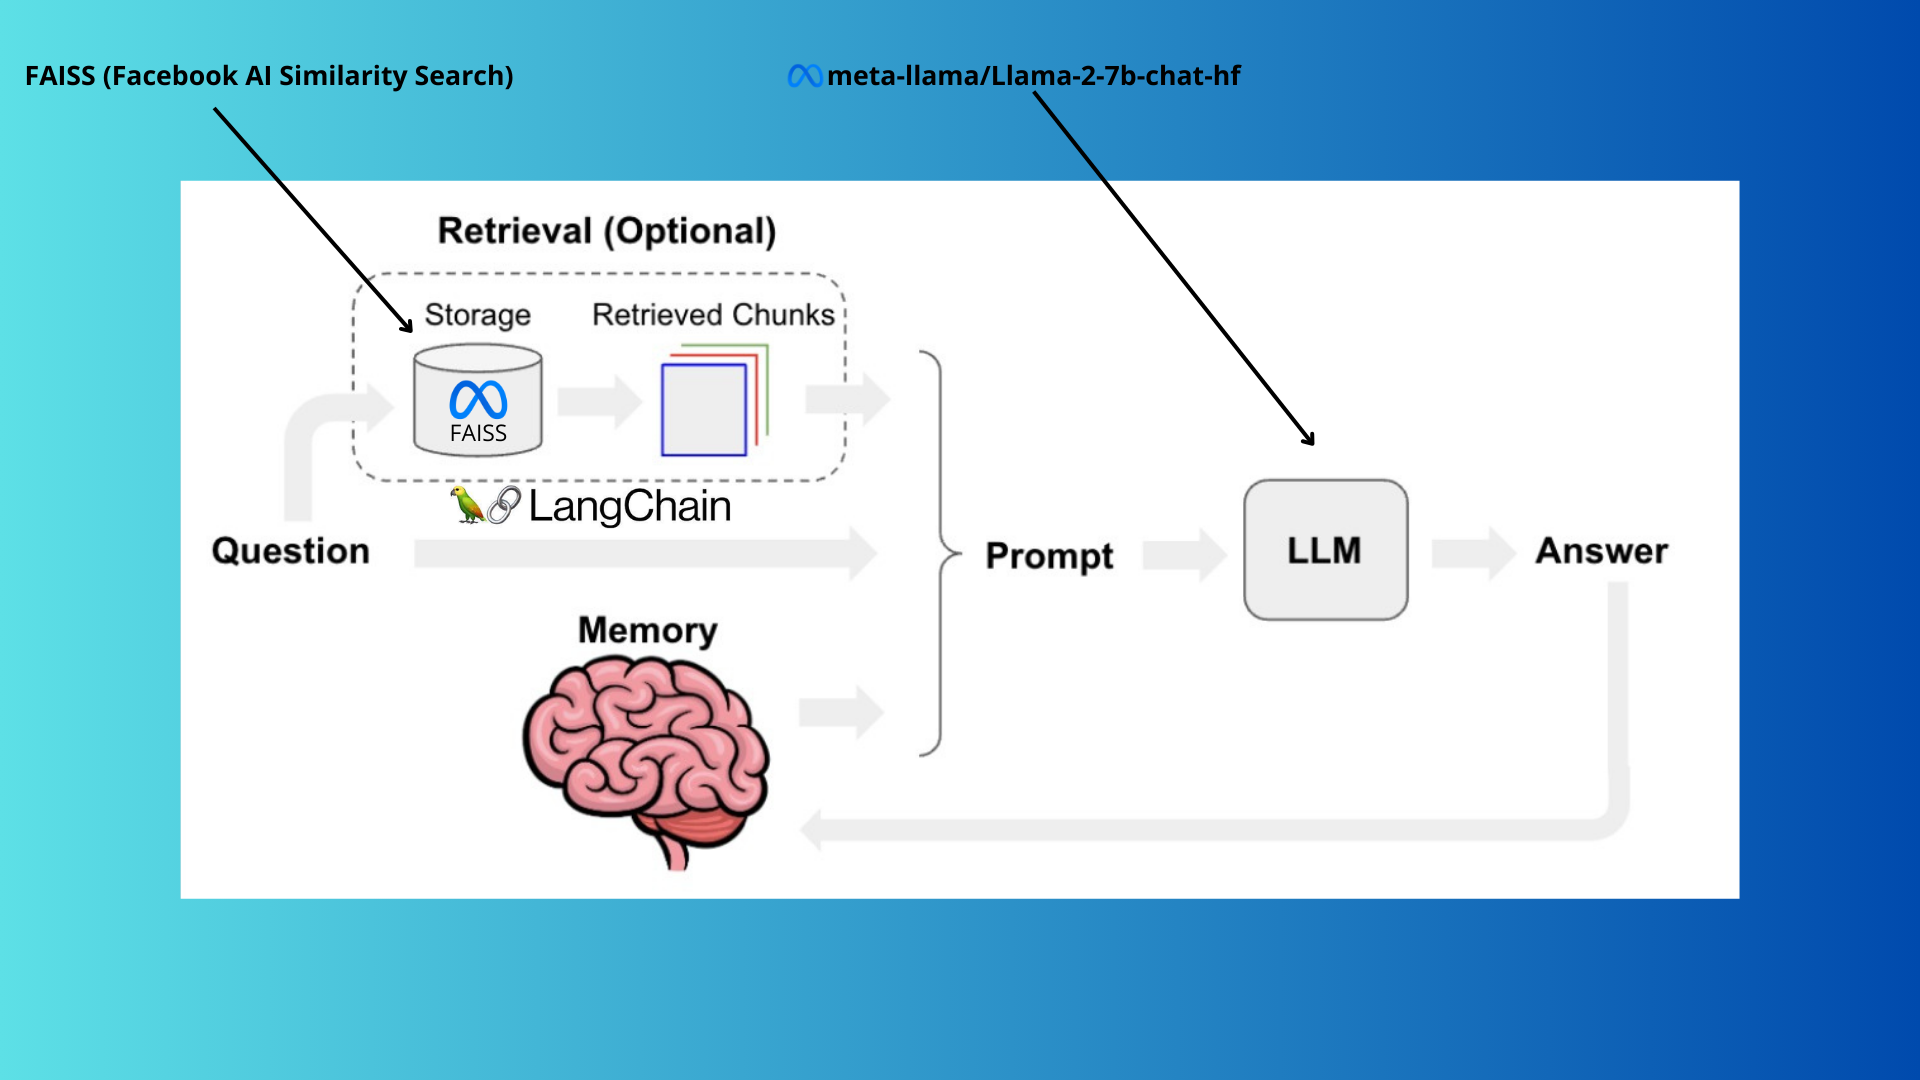 FAISS (Facebook AI Similarity Search)
meta-llama/Llama-2-7b-chat-hf
Retrieval (Optional)
Storage
Retrieved Chunks
FAISS
LangChain
Question
Prompt
LLM
Answer
Memory